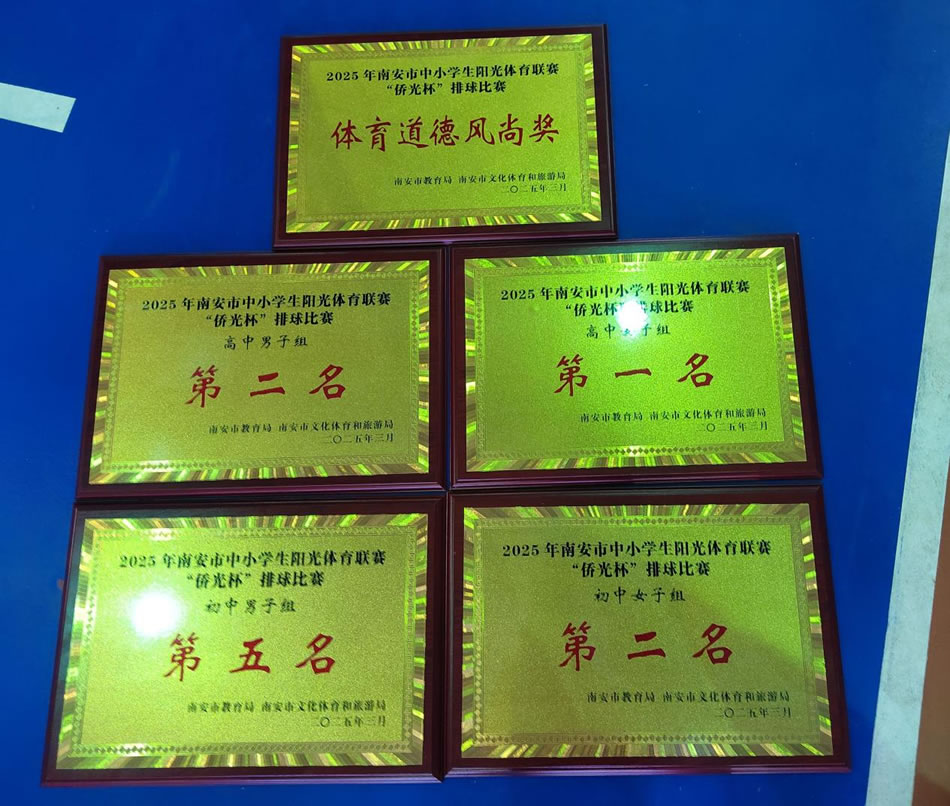 2025年南安市中小学生阳光体育联赛
“侨光杯”排球比赛
体育道德风尚奖
南安市教育局 南安市文化体育和旅游局
二〇二五年三月
2025年南安市中小学生阳光体育联赛
“侨光杯”排球比赛
高中男子组
第二名
南安市教育局 南安市文化体育和旅游局
二〇二五年三月
2025年南安市中小学生阳光体育联赛
“侨光杯”排球比赛
高中女子组
第一名
南安市教育局 南安市文化体育和旅游局
二〇二五年三月
2025年南安市中小学生阳光体育联赛
“侨光杯”排球比赛
初中男子组
第五名
南安市教育局 南安市文化体育和旅游局
二〇二五年三月
2025年南安市中小学生阳光体育联赛
“侨光杯”排球比赛
初中女子组
第二名
南安市教育局 南安市文化体育和旅游局
二〇二五年三月